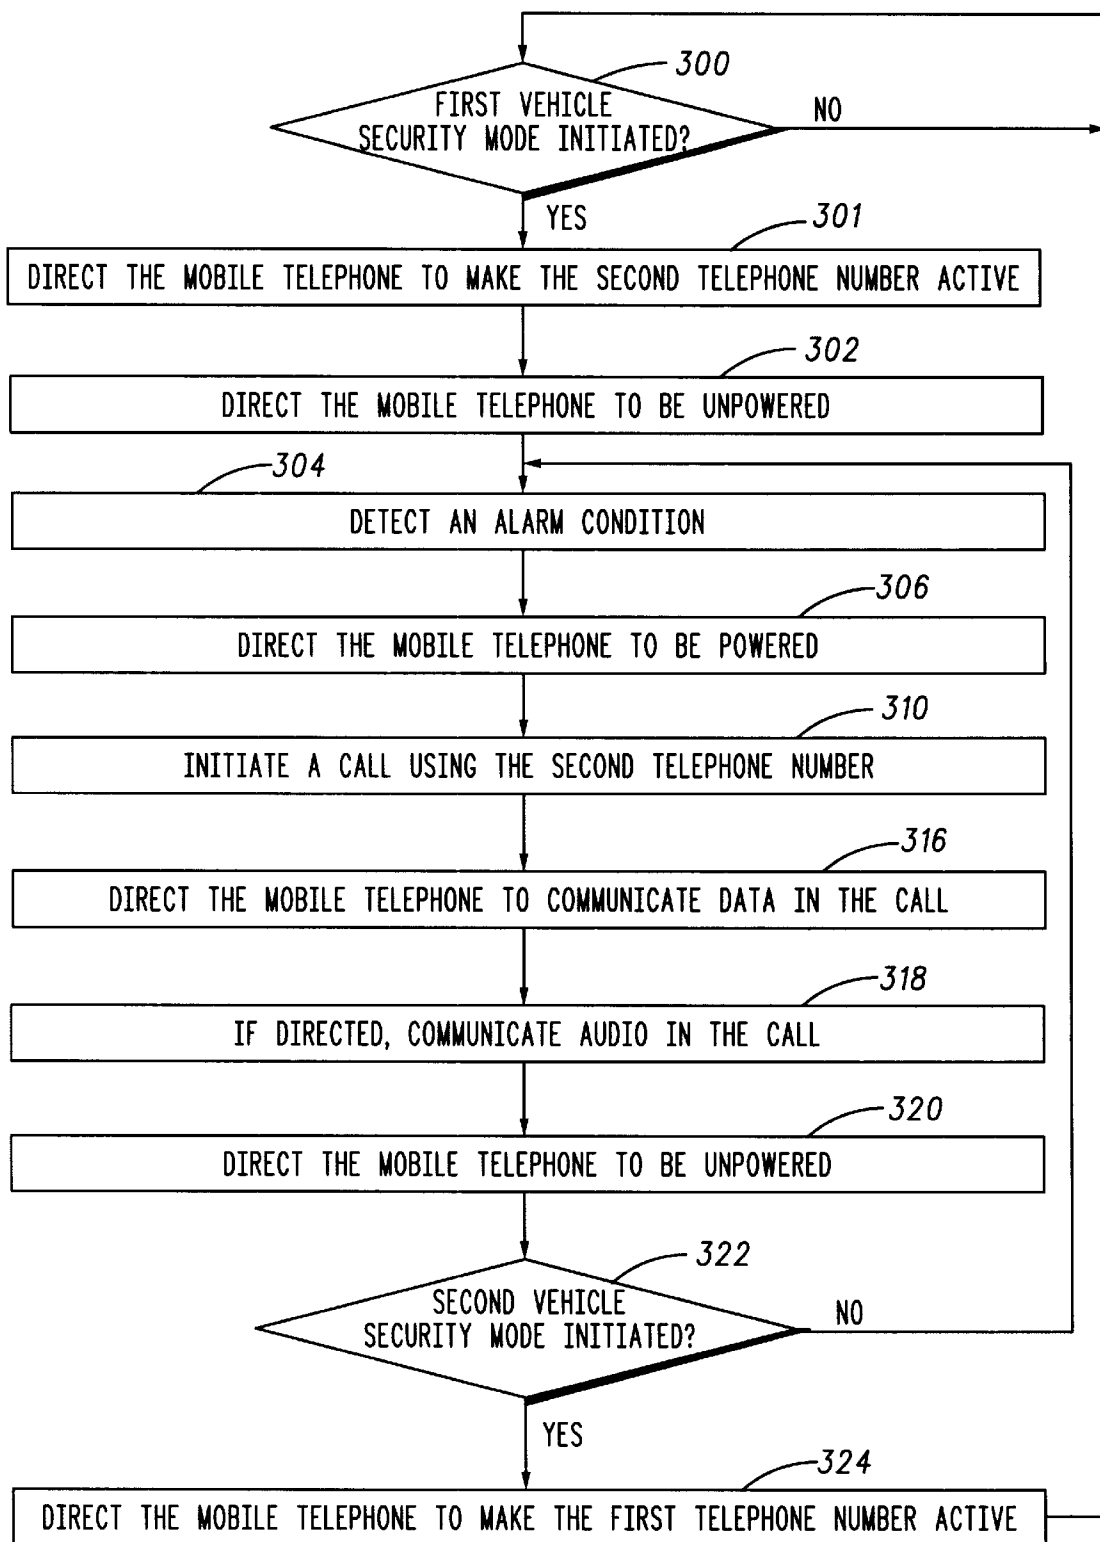 300
FIRST VEHICLE
SECURITY MODE INITIATED?
NO
YES
301
DIRECT THE MOBILE TELEPHONE TO MAKE THE SECOND TELEPHONE NUMBER ACTIVE
302
DIRECT THE MOBILE TELEPHONE TO BE UNPOWERED
304
DETECT AN ALARM CONDITION
306
DIRECT THE MOBILE TELEPHONE TO BE POWERED
310
INITIATE A CALL USING THE SECOND TELEPHONE NUMBER
316
DIRECT THE MOBILE TELEPHONE TO COMMUNICATE DATA IN THE CALL
318
IF DIRECTED, COMMUNICATE AUDIO IN THE CALL
320
DIRECT THE MOBILE TELEPHONE TO BE UNPOWERED
322
SECOND VEHICLE
SECURITY MODE INITIATED?
NO
YES
324
DIRECT THE MOBILE TELEPHONE TO MAKE THE FIRST TELEPHONE NUMBER ACTIVE